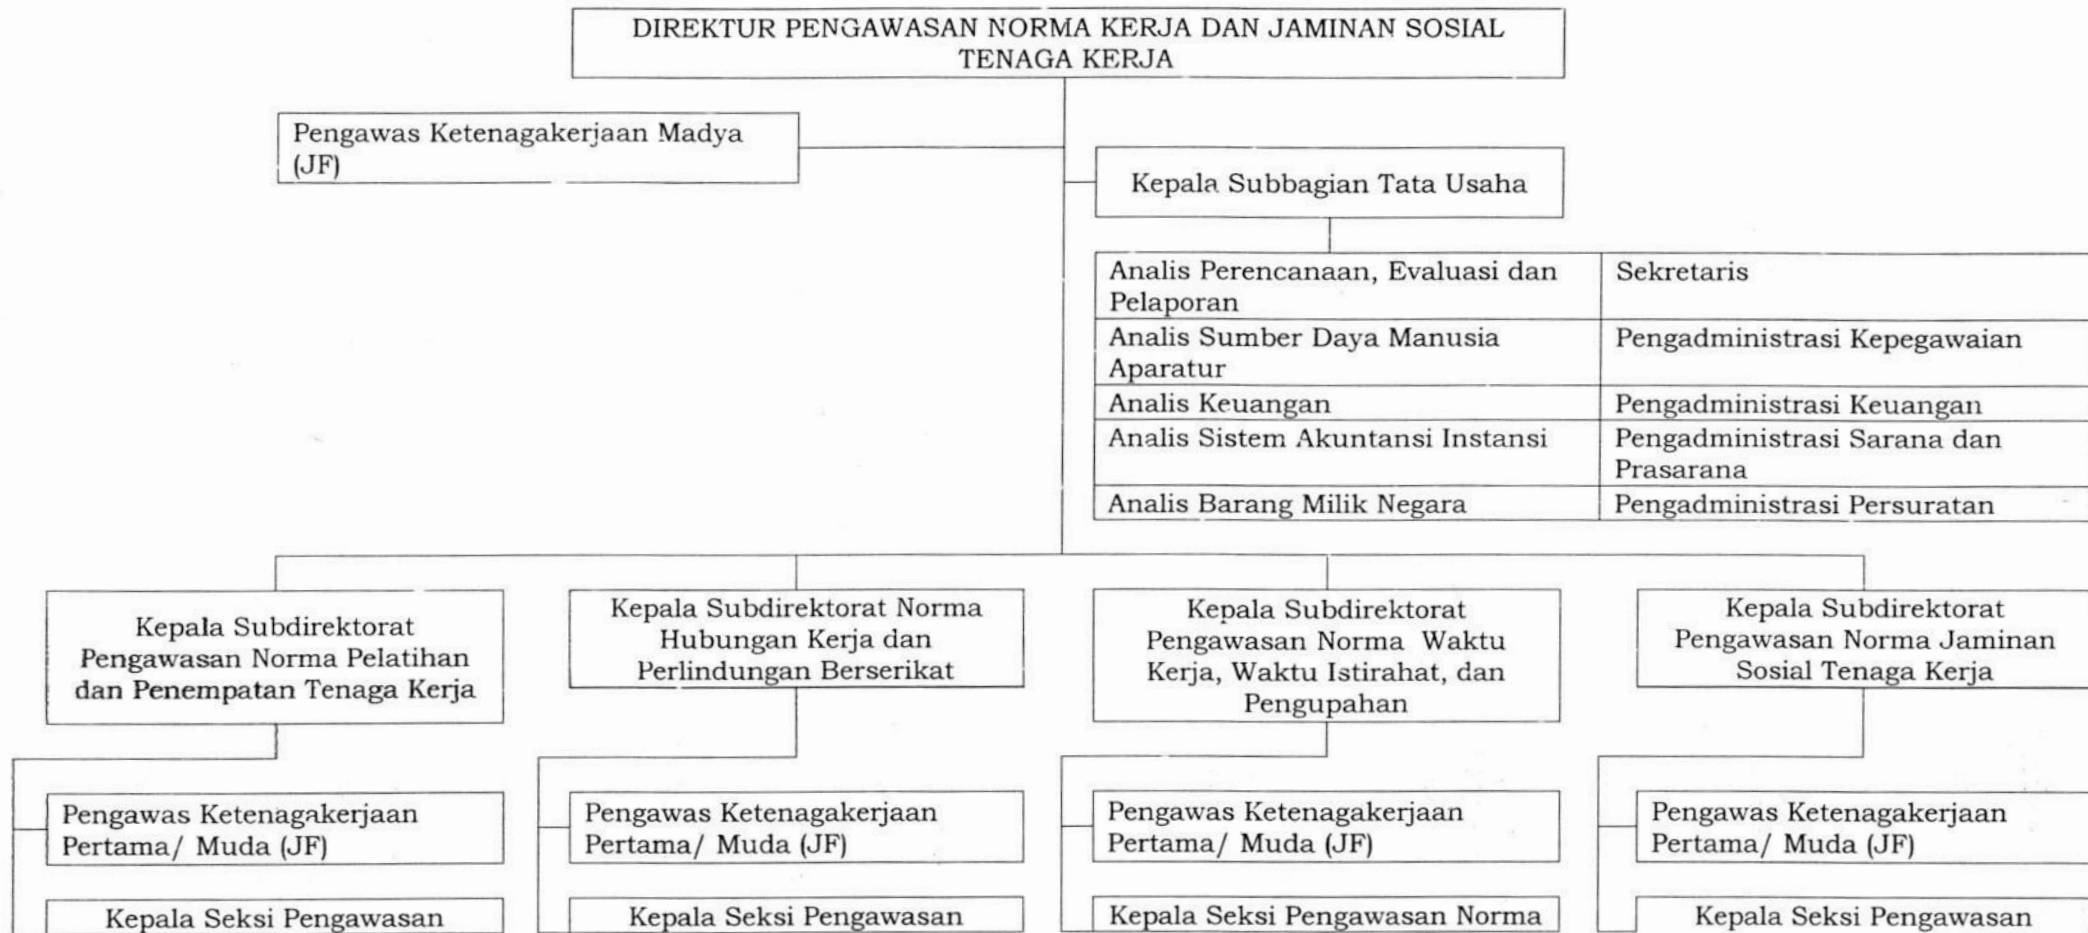 DIREKTUR PENGAWASAN NORMA KERJA DAN JAMINAN SOSIAL
TENAGA KERJA
Pengawas Ketenagakerjaan Madya
(JF)
Kepala Subbagian Tata Usaha
Analis Perencanaan, Evaluasi dan
Pelaporan
Sekretaris
Analis Sumber Daya Manusia
Aparatur
Pengadministrasi Kepegawaian
Analis Keuangan
Pengadministrasi Keuangan
Analis Sistem Akuntansi Instansi
Pengadministrasi Sarana dan
Prasarana
Analis Barang Milik Negara
Pengadministrasi Persuratan
Kepala Subdirektorat
Pengawasan Norma Pelatihan
dan Penempatan Tenaga Kerja
Kepala Subdirektorat Norma
Hubungan Kerja dan
Perlindungan Berserikat
Kepala Subdirektorat
Pengawasan Norma Waktu
Kerja, Waktu Istirahat, dan
Pengupahan
Kepala Subdirektorat
Pengawasan Norma Jaminan
Sosial Tenaga Kerja
Pengawas Ketenagakerjaan
Pertama/ Muda (JF)
Pengawas Ketenagakerjaan
Pertama/ Muda (JF)
Pengawas Ketenagakerjaan
Pertama/ Muda (JF)
Pengawas Ketenagakerjaan
Pertama/ Muda (JF)
Kepala Seksi Pengawasan
Kepala Seksi Pengawasan
Kepala Seksi Pengawasan Norma
Kepala Seksi Pengawasan